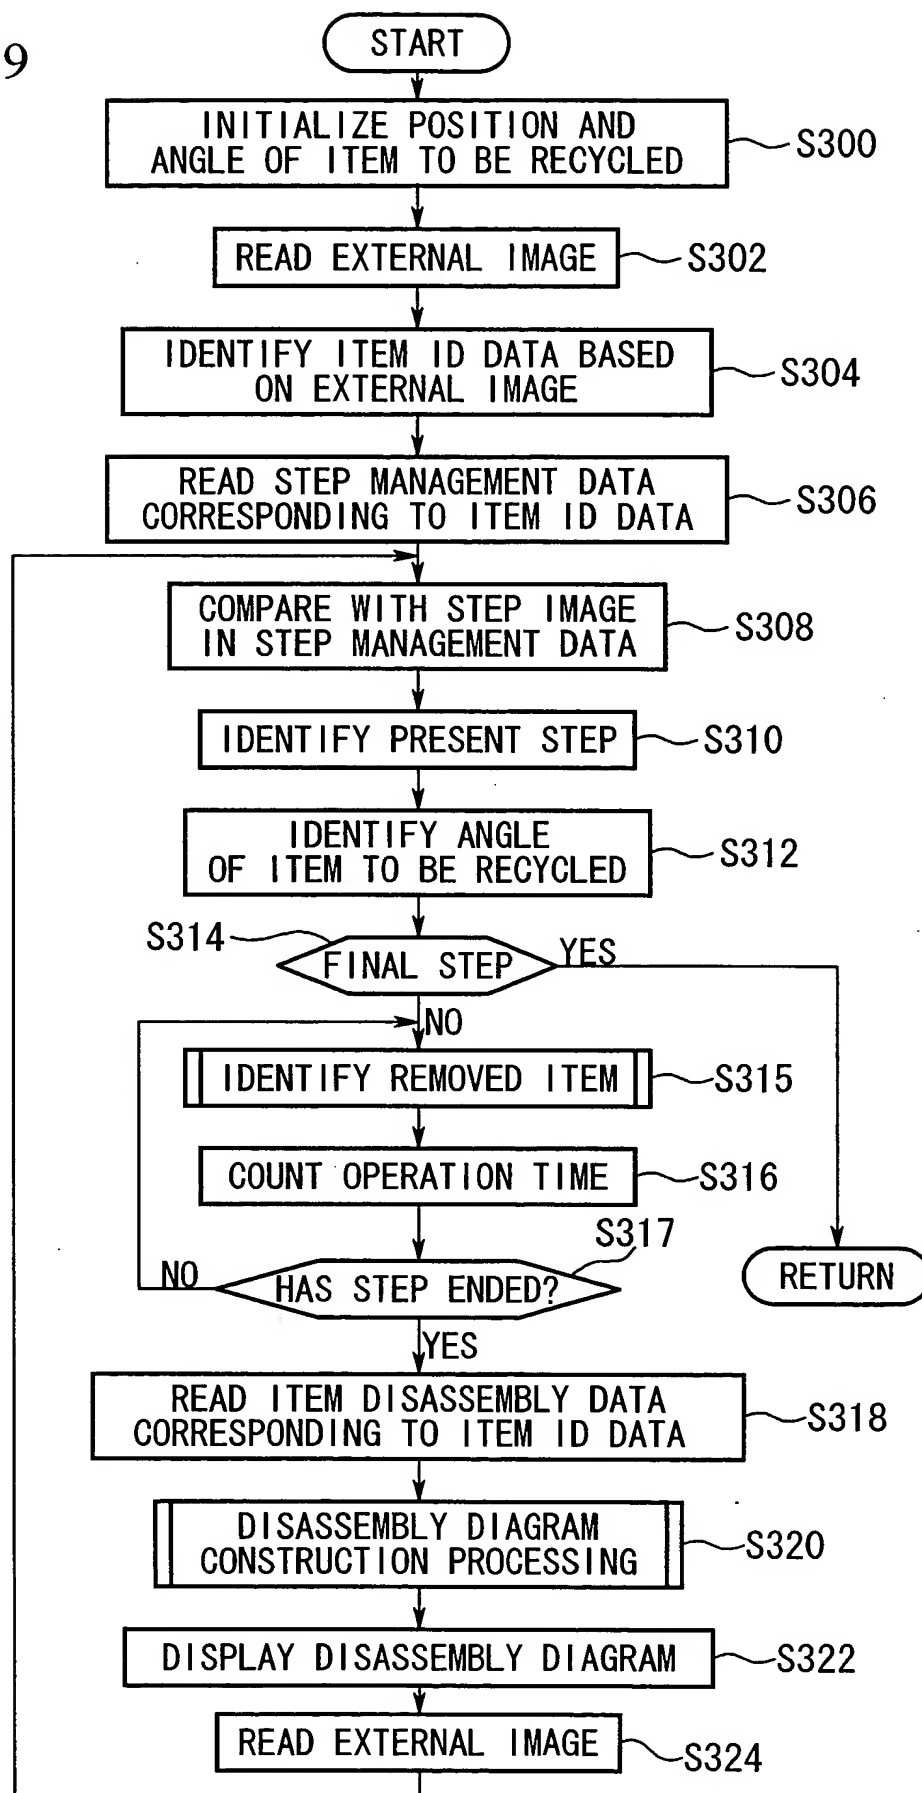 9
START
INITIALIZE POSITION AND
ANGLE OF ITEM TO BE RECYCLED
S300
READ EXTERNAL IMAGE
S302
IDENTIFY ITEM ID DATA BASED
ON EXTERNAL IMAGE
S304
READ STEP MANAGEMENT DATA
CORRESPONDING TO ITEM ID DATA
S306
COMPARE WITH STEP IMAGE
IN STEP MANAGEMENT DATA
S308
IDENTIFY PRESENT STEP
S310
IDENTIFY ANGLE
OF ITEM TO BE RECYCLED
S312
S314
FINAL STEP
YES
NO
IDENTIFY REMOVED ITEM
S315
COUNT OPERATION TIME
S316
S317
HAS STEP ENDED?
NO
RETURN
YES
READ ITEM DISASSEMBLY DATA
CORRESPONDING TO ITEM ID DATA
S318
DISASSEMBLY DIAGRAM
CONSTRUCTION PROCESSING
S320
DISPLAY DISASSEMBLY DIAGRAM
S322
READ EXTERNAL IMAGE
S324